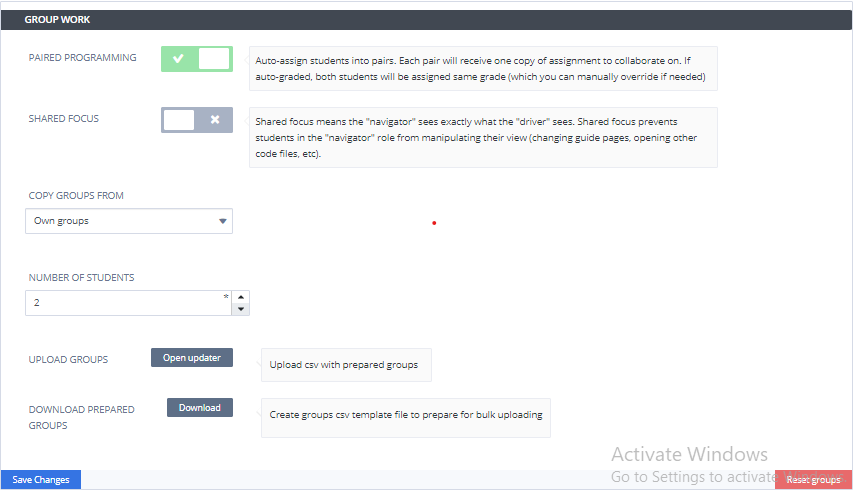 GROUP WORK
PAIRED PROGRAMMING
Auto-assign students into pairs. Each pair will receive one copy of assignment to collaborate on. If
auto-graded, both students will be assigned same grade (which you can manually override if needed)
SHARED FOCUS
Shared focus means the "navigator" sees exactly what the "driver" sees. Shared focus prevents
students in the "navigator" role from manipulating their view (changing guide pages, opening other
code files, etc).
COPY GROUPS FROM
Own groups
NUMBER OF STUDENTS
2 *
UPLOAD GROUPS
Open updater
Upload csv with prepared groups
DOWNLOAD PREPARED
GROUPS
Download
Create groups csv template file to prepare for bulk uploading
Activate Windows
Go to Settings to activate Windows.
Save Changes
Reset groups